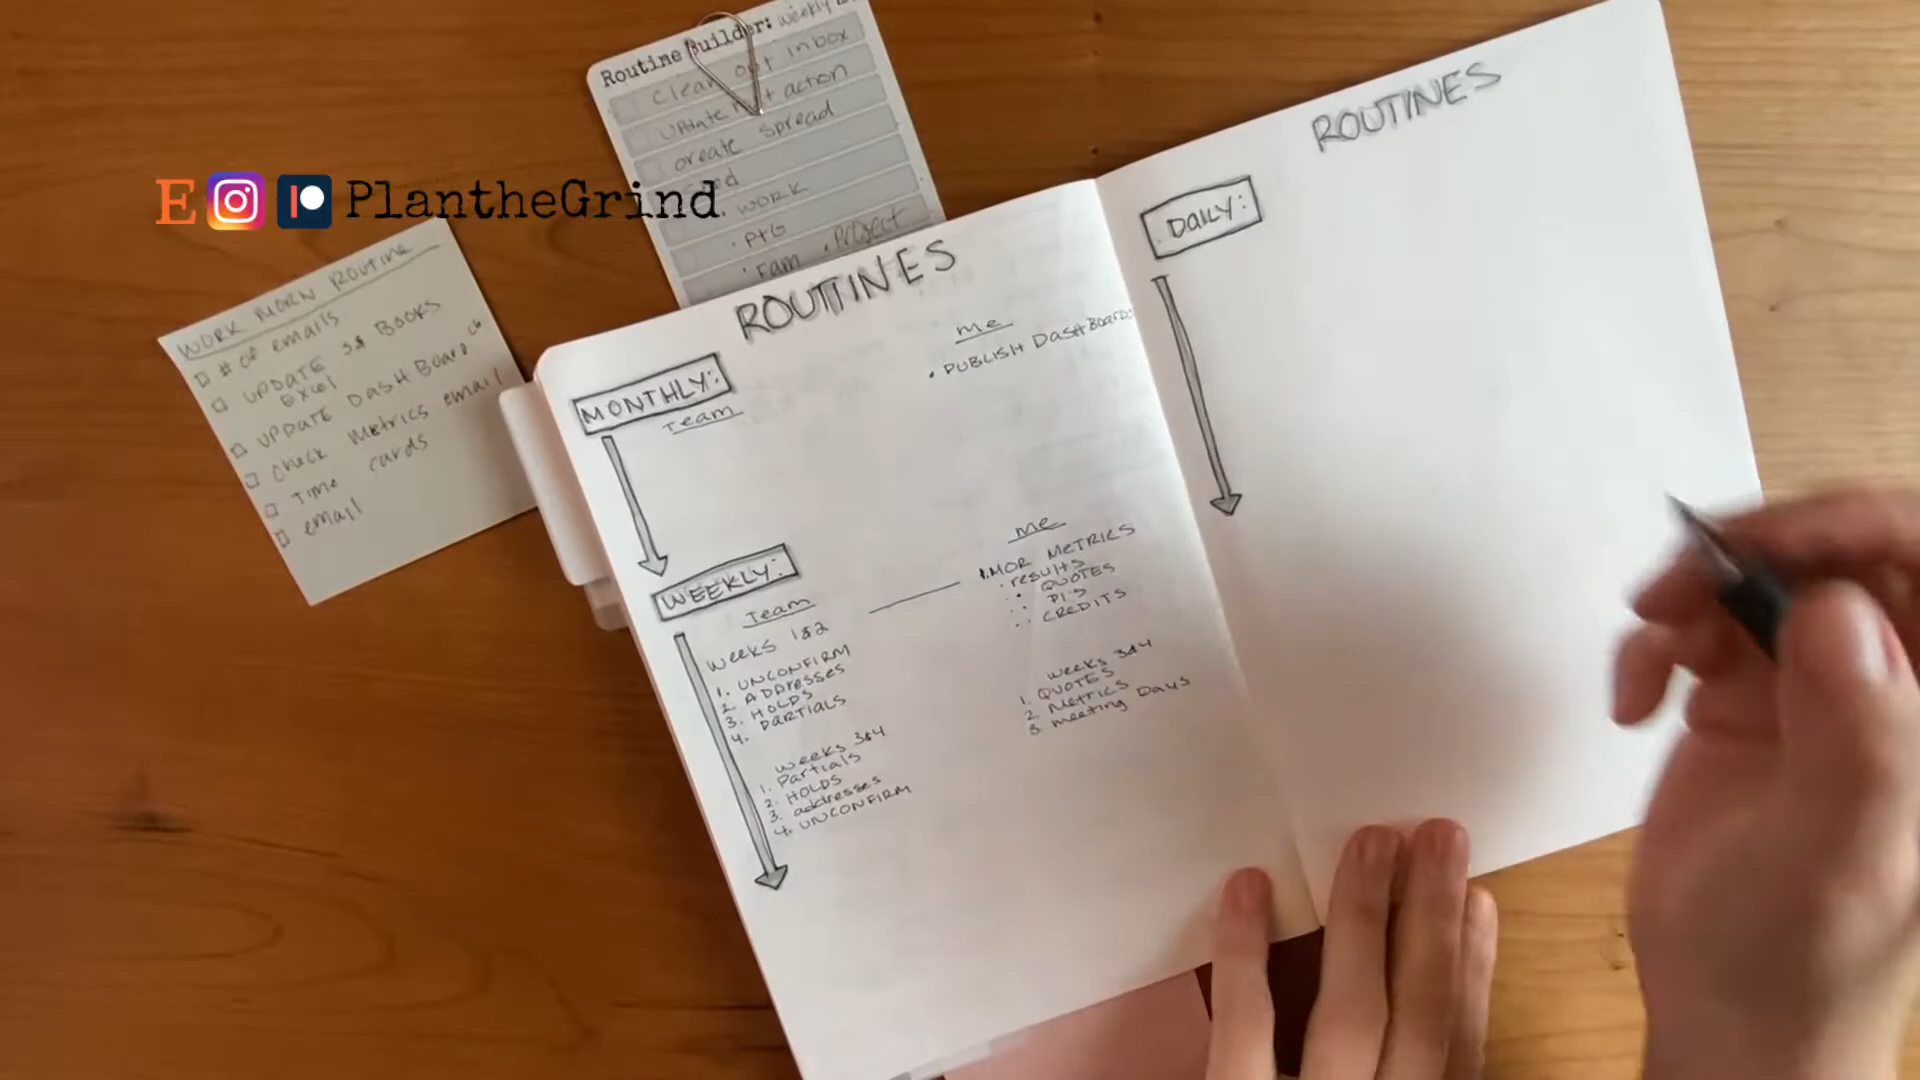 Routine Builder: weekly
Clean out inbox
update next action
create spread
WORK
• PtG
• Fam • Project
E PlantheGrind
WORK MORN ROUTINE
# of emails
UPDATE $$ BOOKS
EXCEL
UPDATE DASHBOARD
check Metrics email
Time cards
email
ROUTINES
MONTHLY:
Team
me
• PUBLISH DASHBOARDS
WEEKLY:
Team
weeks 1&2
1. UNCONFIRM
2. ADDresses
3. HOLDS
4. PARTIALS
weeks 3&4
1. Partials
2. HOLDS
3. addresses
4. UNCONFIRM
me
1. MOR METRICS
• results
• QUOTES
• PI'S
• CREDITS
weeks 3&4
1. QUOTES
2. Metrics
3. meeting Days
ROUTINES
DAILY: